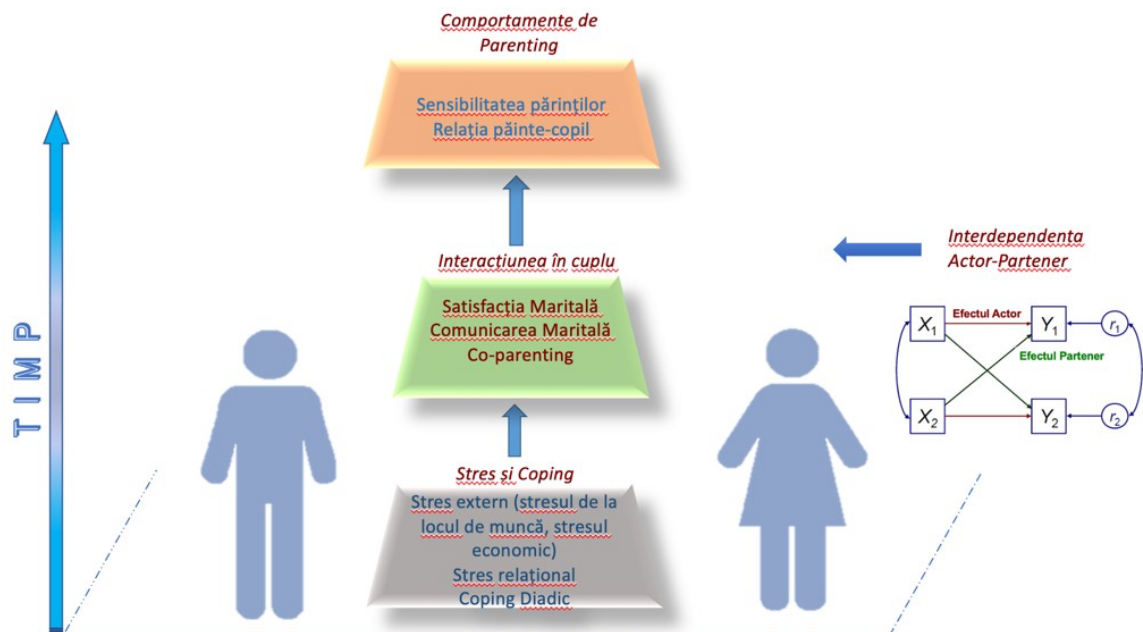 Comportamente de
Parenting
Sensibilitatea părinților
Relația păinte-copil
Interacțiunea în cuplu
Satisfacția Maritală
Comunicarea Maritală
Co-parenting
Stres și Coping
Stres extern (stresul de la
locul de muncă, stresul
economic)
Stres relațional
Coping Diadic
TIMP
Interdependenta
Actor-Partener
X1
Efectul Actor
Y1
r1
Efectul Partener
X2
Y2
r2